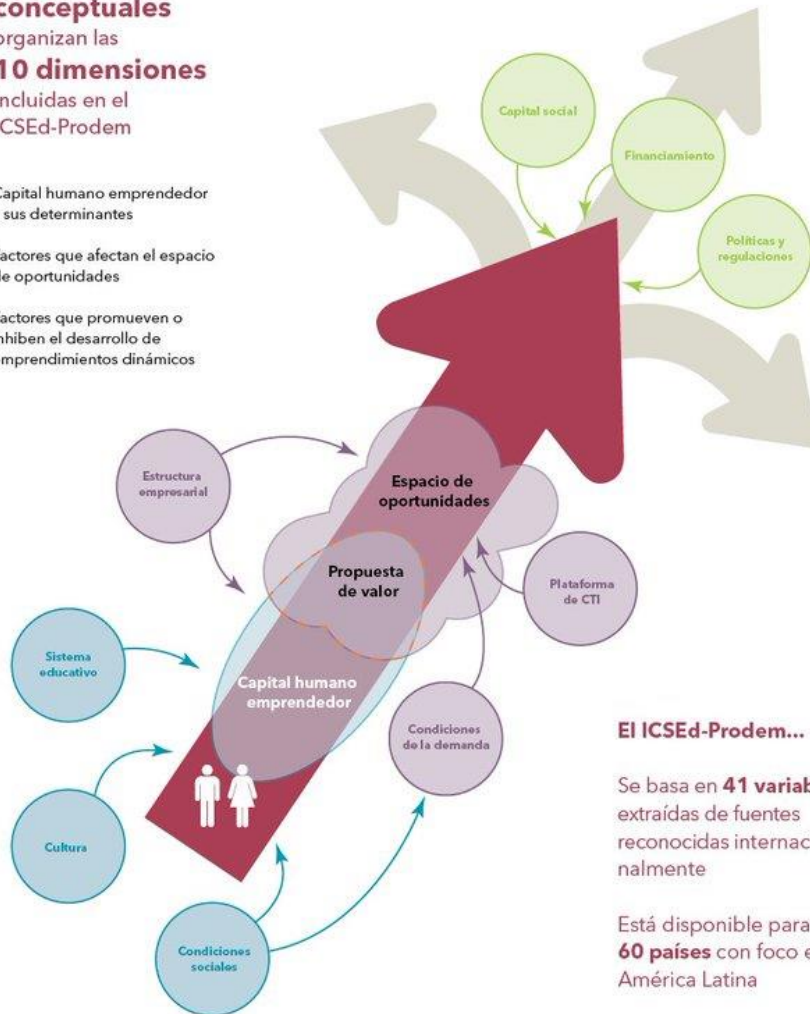 conceptuales
organizan las
10 dimensiones
incluidas en el
ICSEd-Prodem
Capital humano emprendedor
sus determinantes
actores que afectan el espacio
de oportunidades
actores que promueven o
nhiben el desarrollo de
mprendimientos dinámicos
Capital social
Financiamiento
Políticas y
regulaciones
Estructura
empresarial
Espacio de
oportunidades
Propuesta
de valor
Plataforma
de CTI
Sistema
educativo
Capital humano
emprendedor
Condiciones
de la demanda
Cultura
Condiciones
sociales
El ICSEd-Prodem...
Se basa en 41 variab
extraídas de fuentes
reconocidas internac
nalmente
Está disponible para
60 países con foco e
América Latina